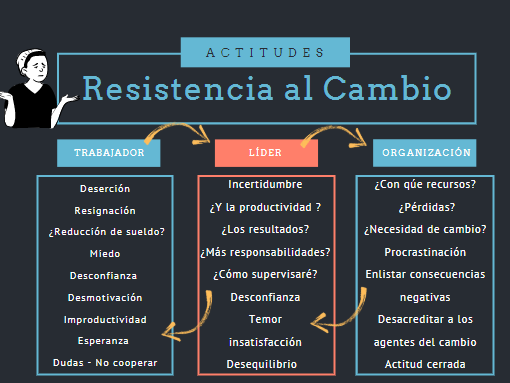 ACTITUDES
Resistencia al Cambio
TRABAJADOR
Deserción
Resignación
¿Reducción de sueldo?
Miedo
Desconfianza
Desmotivación
Improductividad
Esperanza
Dudas - No cooperar
LÍDER
Incertidumbre
¿Y la productividad ?
¿Los resultados?
¿Más responsabilidades?
¿Cómo supervisaré?
Desconfianza
Temor
insatisfacción
Desequilibrio
ORGANIZACIÓN
¿Con qúe recursos?
¿Pérdidas?
¿Necesidad de cambio?
Procrastinación
Enlistar consecuencias
negativas
Desacreditar a los
agentes del cambio
Actitud cerrada